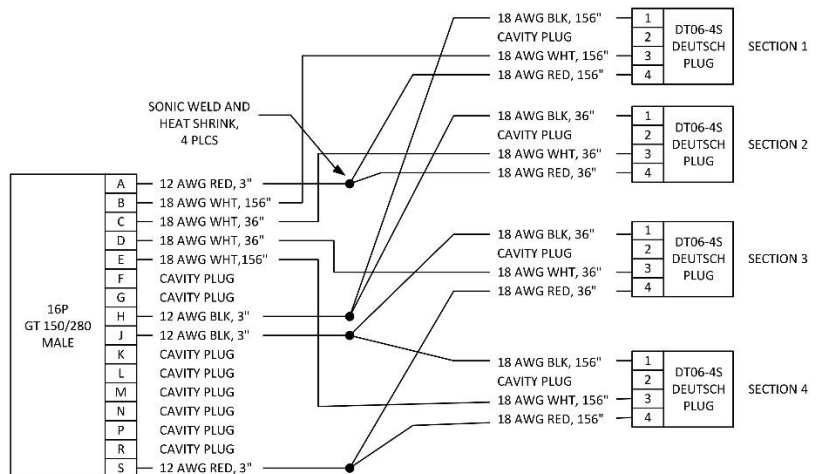 18 AWG BLK, 156" 1
CAVITY PLUG 2
18 AWG WHT, 156" 3
18 AWG RED, 156" 4
DT06-4S
DEUTSCH
PLUG
SECTION 1
SONIC WELD AND
HEAT SHRINK,
4 PLCS
18 AWG BLK, 36" 1
CAVITY PLUG 2
18 AWG WHT, 36" 3
18 AWG RED, 36" 4
DT06-4S
DEUTSCH
PLUG
SECTION 2
16P
GT 150/280
MALE
A 12 AWG RED, 3"
B 18 AWG WHT, 156"
C 18 AWG WHT, 36"
D 18 AWG WHT, 36"
E 18 AWG WHT,156"
F CAVITY PLUG
G CAVITY PLUG
H 12 AWG BLK, 3"
J 12 AWG BLK, 3"
K CAVITY PLUG
L CAVITY PLUG
M CAVITY PLUG
N CAVITY PLUG
P CAVITY PLUG
R CAVITY PLUG
S 12 AWG RED, 3"
18 AWG BLK, 36" 1
CAVITY PLUG 2
18 AWG WHT, 36" 3
18 AWG RED, 36" 4
DT06-4S
DEUTSCH
PLUG
SECTION 3
18 AWG BLK, 156" 1
CAVITY PLUG 2
18 AWG WHT, 156" 3
18 AWG RED, 156" 4
DT06-4S
DEUTSCH
PLUG
SECTION 4